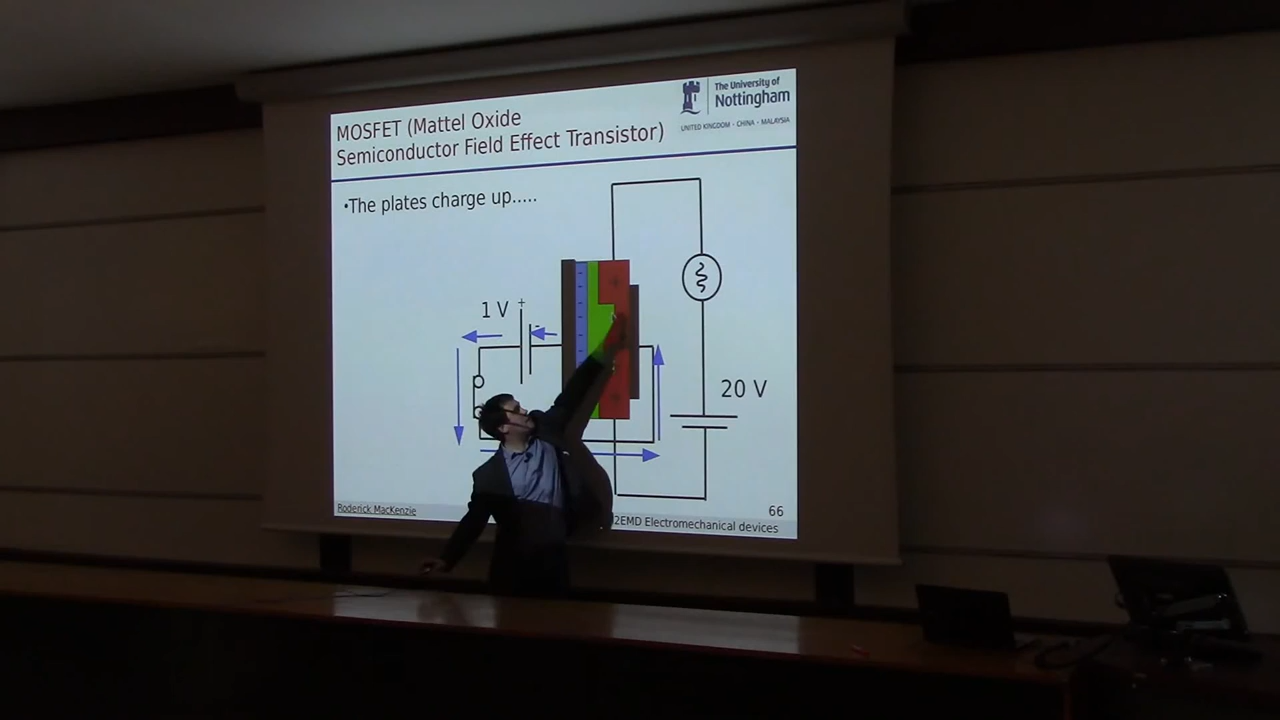 MOSFET (Mattel Oxide
Semiconductor Field Effect Transistor)
The University of
Nottingham
UNITED KINGDOM · CHINA · MALAYSIA
•The plates charge up.....
1 V
+
-
20 V
Roderick MacKenzie
66
2EMD Electromechanical devices